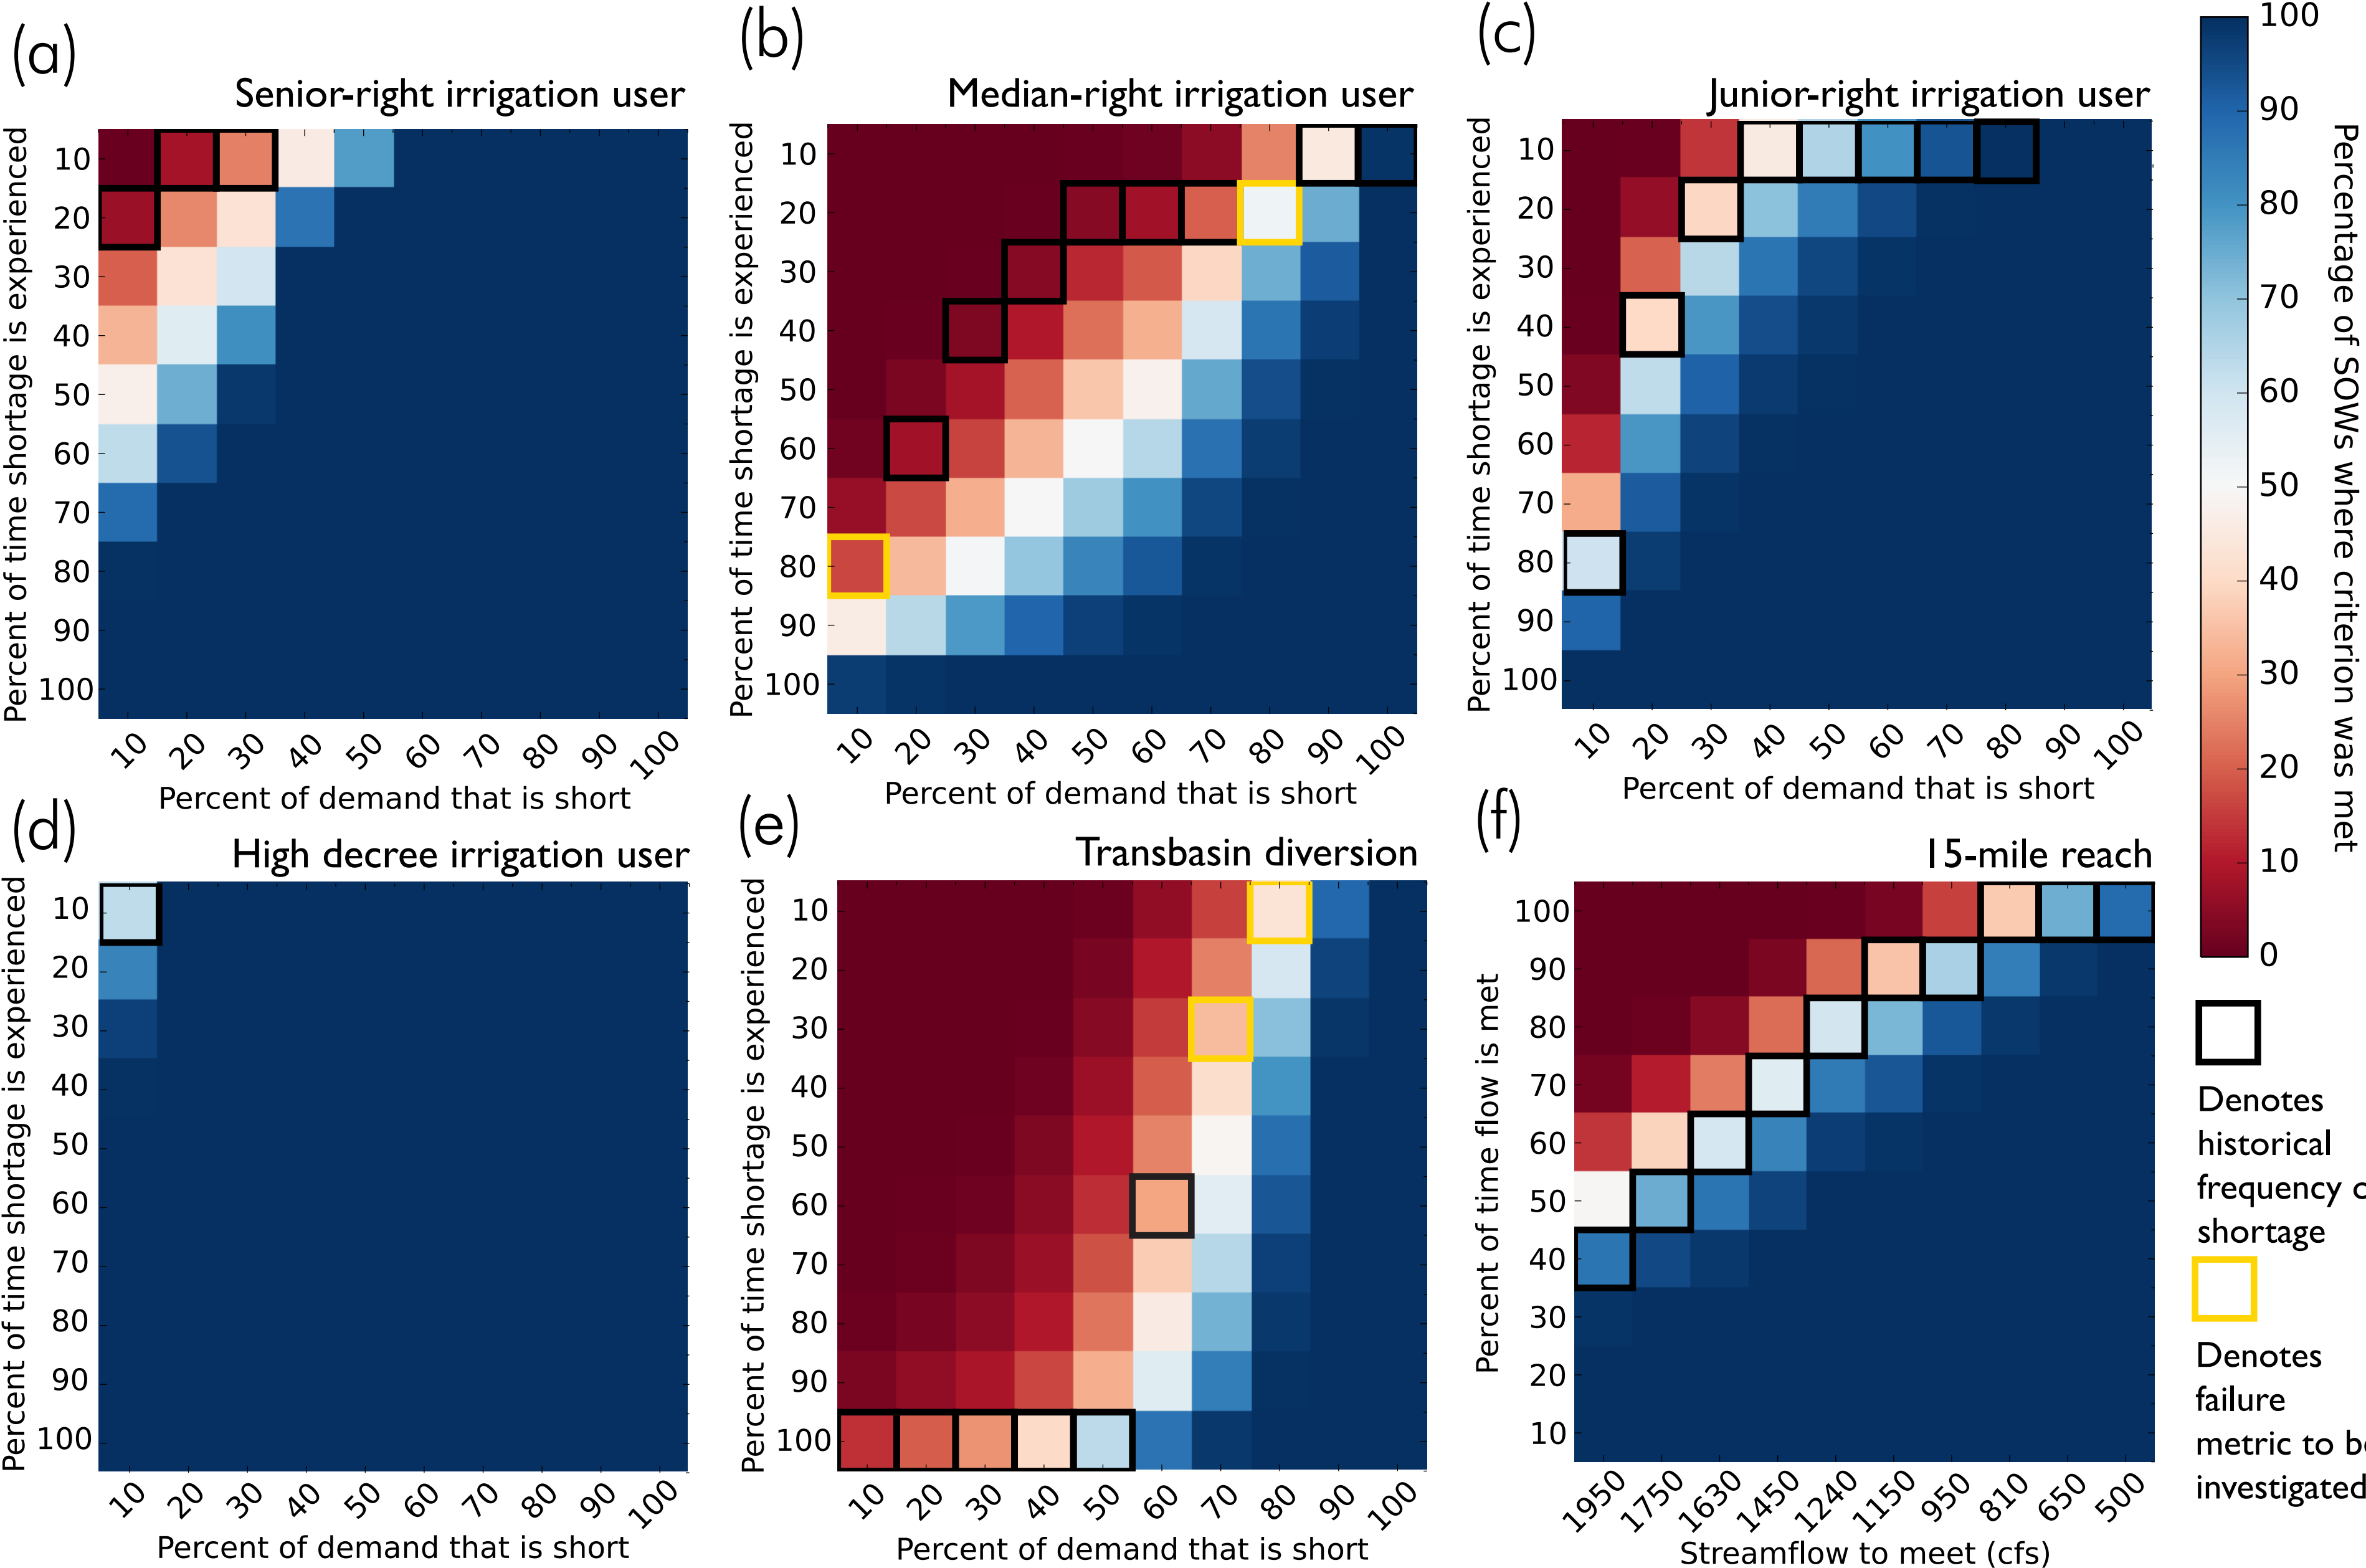 (a)
Senior-right irrigation user
Percent of time shortage is experienced
10
20
30
40
50
60
70
80
90
100
10 20 30 40 50 60 70 80 90 100
Percent of demand that is short
(b)
Median-right irrigation user
Percent of time shortage is experienced
10
20
30
40
50
60
70
80
90
100
10 20 30 40 50 60 70 80 90 100
Percent of demand that is short
(c)
Junior-right irrigation user
Percent of time shortage is experienced
10
20
30
40
50
60
70
80
90
100
10 20 30 40 50 60 70 80 90 100
Percent of demand that is short
(d)
High decree irrigation user
Percent of time shortage is experienced
10
20
30
40
50
60
70
80
90
100
10 20 30 40 50 60 70 80 90 100
Percent of demand that is short
(e)
Transbasin diversion
Percent of time shortage is experienced
10
20
30
40
50
60
70
80
90
100
10 20 30 40 50 60 70 80 90 100
Percent of demand that is short
(f)
15-mile reach
Percent of time flow is met
100
90
80
70
60
50
40
30
20
10
1950 1750 1630 1450 1240 1150 950 810 650 500
Streamflow to meet (cfs)
100
90
80
70
60
50
40
30
20
10
0
Percentage of SOWs where criterion was met
Denotes
historical
frequency o
shortage
Denotes
failure
metric to b
investigated